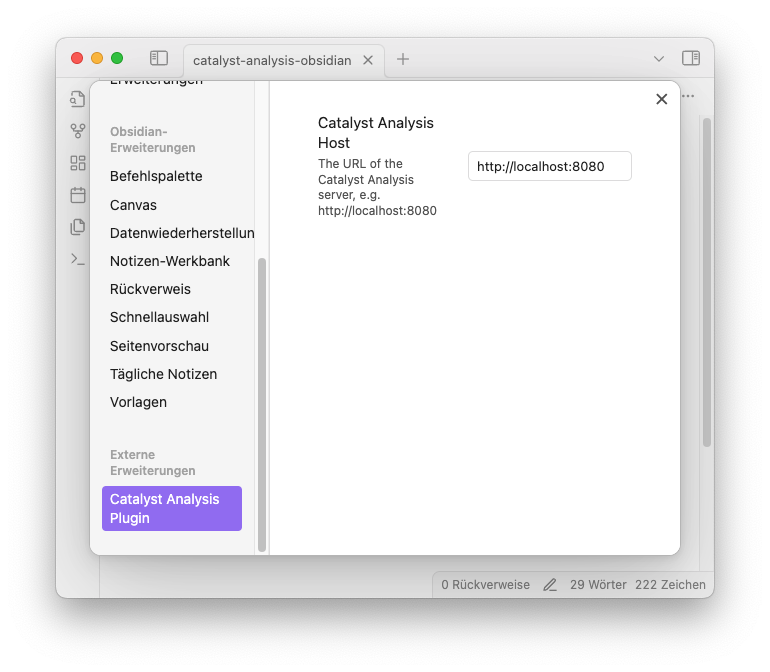 catalyst-analysis-obsidian
Erweiterungen
Obsidian-
Erweiterungen
Befehlspalette
Canvas
Datenwiederherstellun
Notizen-Werkbank
Rückverweis
Schnellauswahl
Seitenvorschau
Tägliche Notizen
Vorlagen
Externe
Erweiterungen
Catalyst Analysis
Plugin
Catalyst Analysis
Host
The URL of the
Catalyst Analysis
server, e.g.
http://localhost:8080
http://localhost:8080
0 Rückverweise 29 Wörter 222 Zeichen